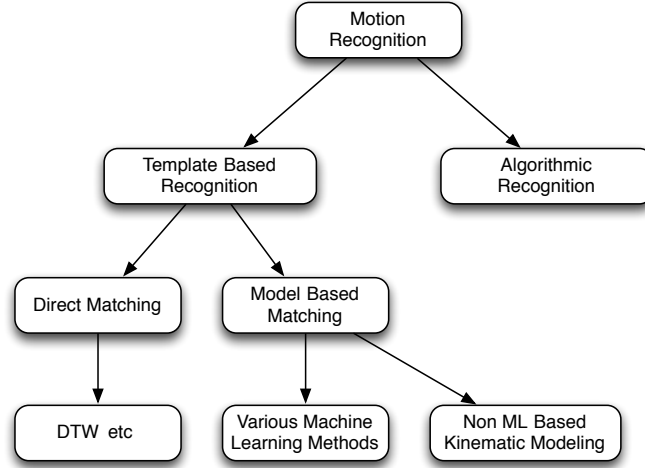 Motion
Recognition
Template Based
Recognition
Algorithmic
Recognition
Direct Matching
Model Based
Matching
DTW etc
Various Machine
Learning Methods
Non ML Based
Kinematic Modeling